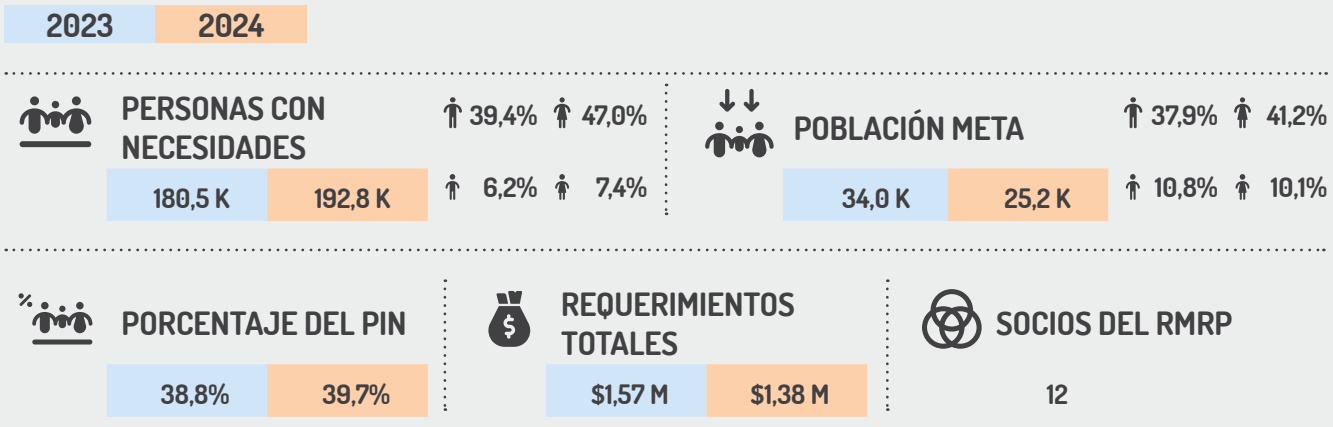 2023 2024
PERSONAS CON
NECESIDADES
180,5 K 192,8 K
39,4% 47,0%
6,2% 7,4%
POBLACIÓN META
34,0 K 25,2 K
37,9% 41,2%
10,8% 10,1%
%
PORCENTAJE DEL PIN
38,8% 39,7%
$
REQUERIMIENTOS
TOTALES
$1,57 M $1,38 M
SOCIOS DEL RMRP
12